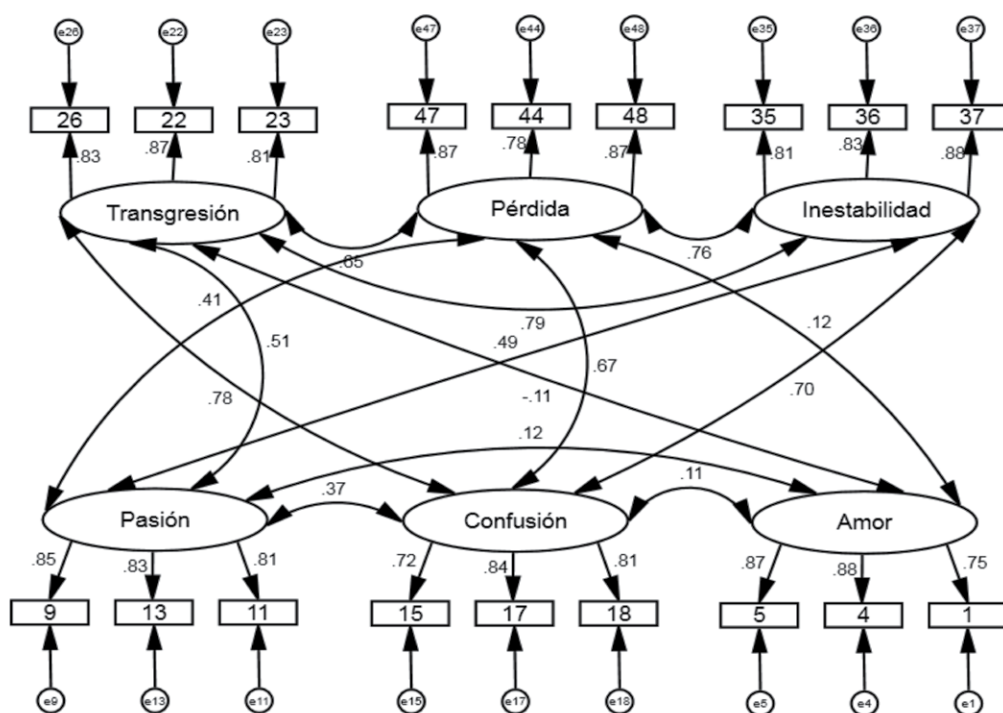 e26 e22 e23 e47 e44 e48 e35 e36 e37
26 22 23 47 44 48 35 36 37
.83 .87 .81 .87 .78 .87 .81 .83 .88
Transgresión Pérdida Inestabilidad
.65 .76
.41 .79 .12
.51 .49 .67
.78 -.11 .70
.12
.37 .11
Pasión Confusión Amor
.85 .83 .81 .72 .84 .81 .87 .88 .75
9 13 11 15 17 18 5 4 1
e9 e13 e11 e15 e17 e18 e5 e4 e1